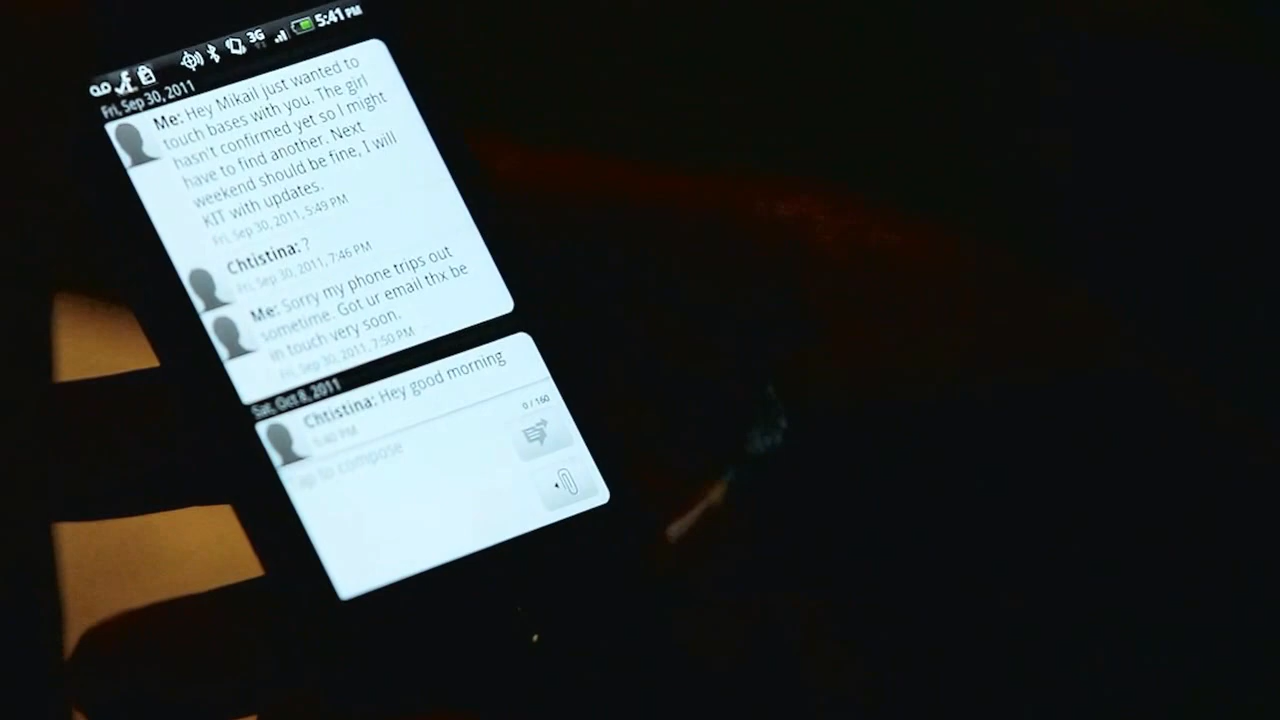 3G 5:41 PM
Fri, Sep 30, 2011
Me: Hey Mikail just wanted to
touch bases with you. The girl
hasn't confirmed yet so I might
have to find another. Next
weekend should be fine, I will
KIT with updates.
Fri, Sep 30, 2011, 5:49 PM
Chtistina: ?
Fri, Sep 30, 2011, 7:46 PM
Me: Sorry my phone trips out
sometime. Got ur email thx be
in touch very soon.
Fri, Sep 30, 2011, 7:50 PM
Sat, Oct 8, 2011
Chtistina: Hey good morning
5:40 PM
0 / 160
ap to compose